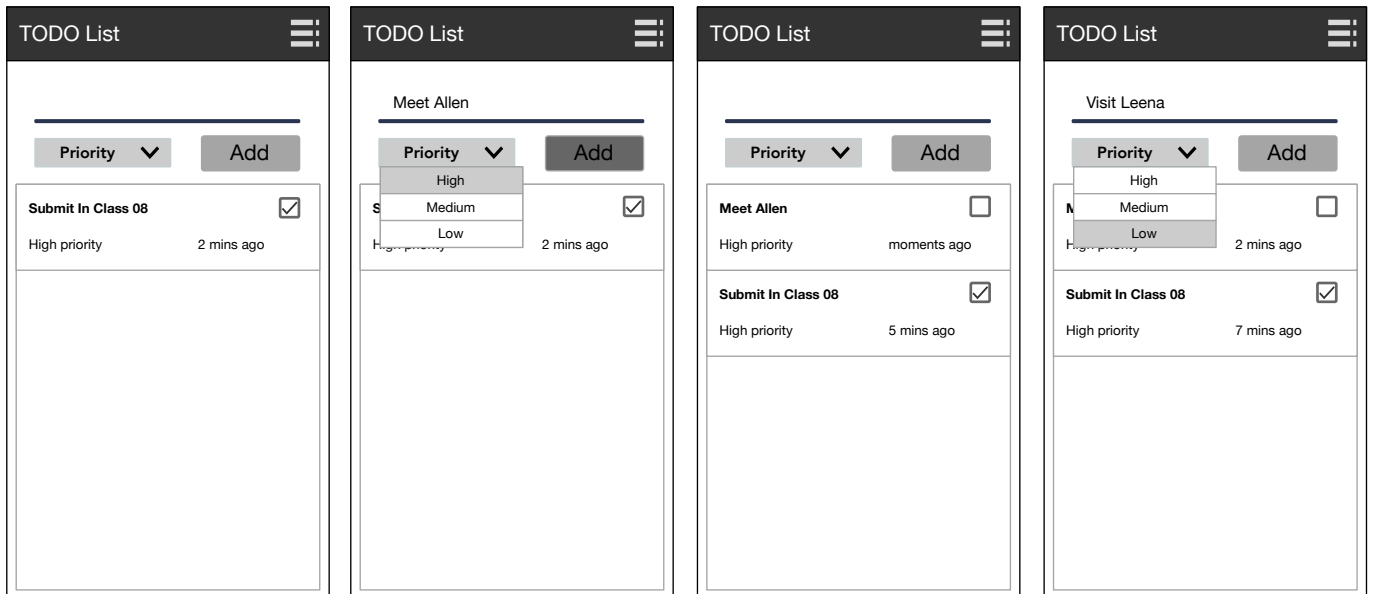 TODO List
Priority
Add
Submit In Class 08
High priority
2 mins ago
TODO List
Meet Allen
Priority
Add
High
Medium
Low
2 mins ago
TODO List
Priority
Add
Meet Allen
High priority
moments ago
Submit In Class 08
High priority
5 mins ago
TODO List
Visit Leena
Priority
Add
High
Medium
Low
2 mins ago
Submit In Class 08
High priority
7 mins ago